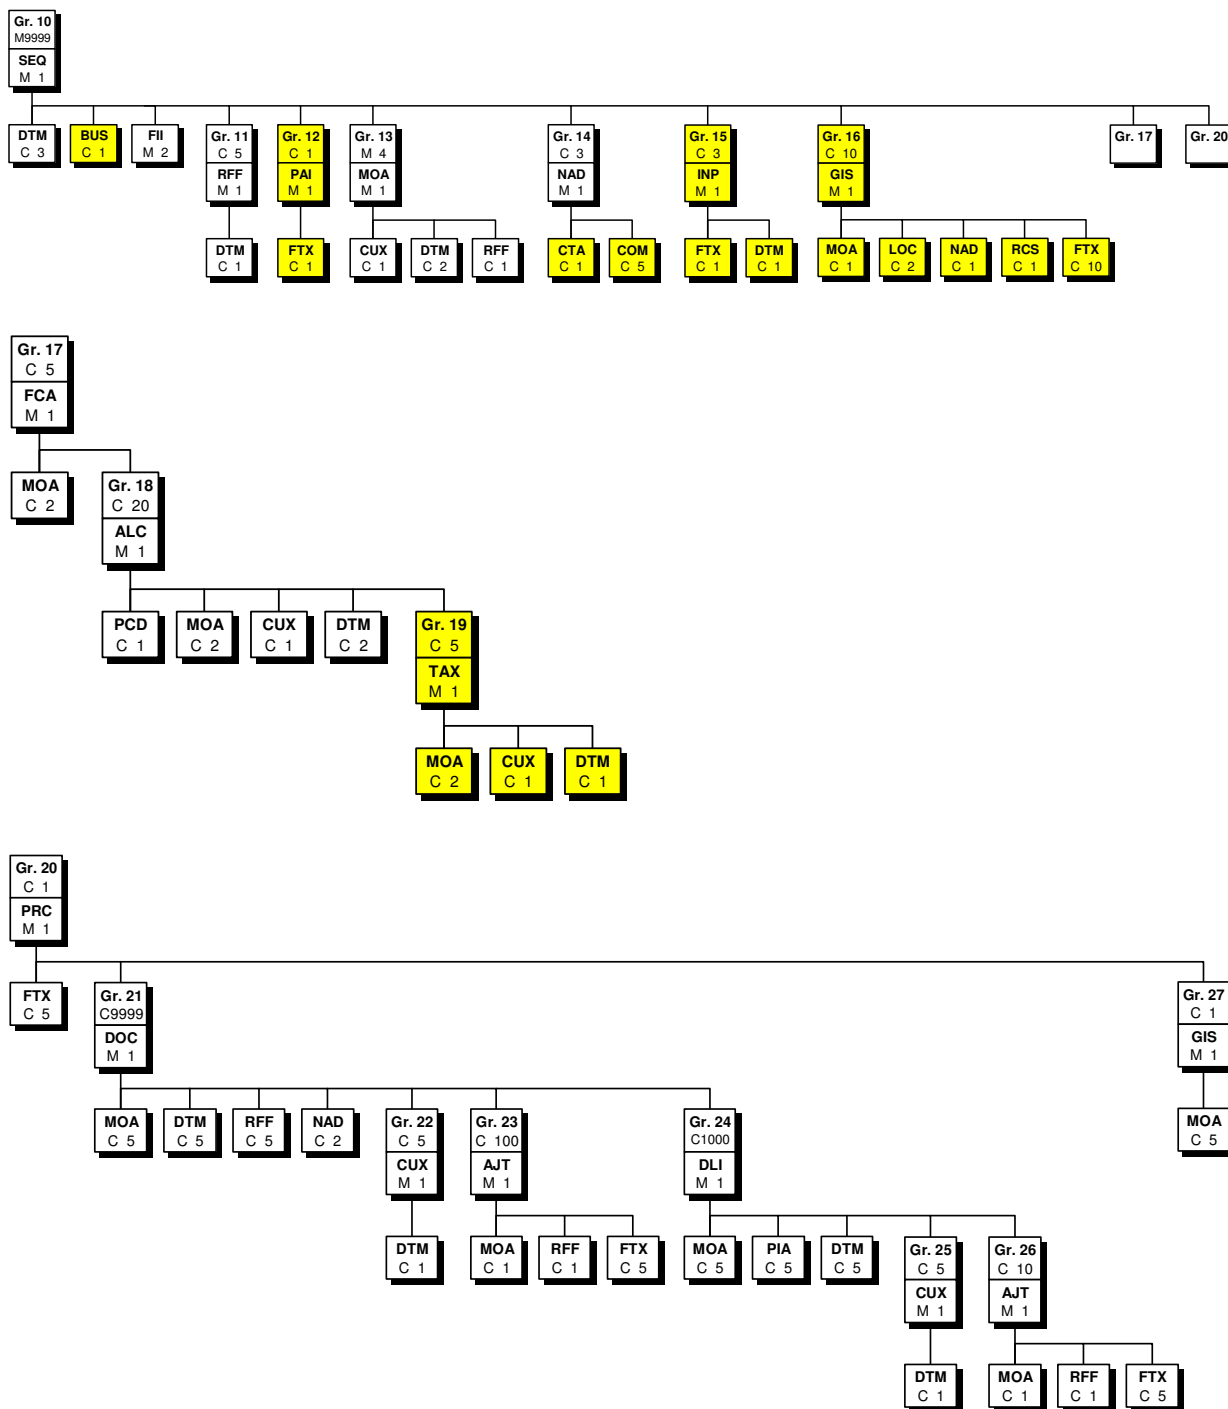 Gr. 10
M9999
SEQ
M 1
DTM
C 3
BUS
C 1
FII
M 2
Gr. 11
C 5
RFF
M 1
Gr. 12
C 1
PAI
M 1
Gr. 13
M 4
MOA
M 1
Gr. 14
C 3
NAD
M 1
Gr. 15
C 3
INP
M 1
Gr. 16
C 10
GIS
M 1
Gr. 17
Gr. 20
DTM
C 1
FTX
C 1
CUX
C 1
DTM
C 2
RFF
C 1
CTA
C 1
COM
C 5
FTX
C 1
DTM
C 1
MOA
C 1
LOC
C 2
NAD
C 1
RCS
C 1
FTX
C 10
Gr. 17
C 5
FCA
M 1
MOA
C 2
Gr. 18
C 20
ALC
M 1
PCD
C 1
MOA
C 2
CUX
C 1
DTM
C 2
Gr. 19
C 5
TAX
M 1
MOA
C 2
CUX
C 1
DTM
C 1
Gr. 20
C 1
PRC
M 1
FTX
C 5
Gr. 21
C9999
DOC
M 1
Gr. 27
C 1
GIS
M 1
MOA
C 5
DTM
C 5
RFF
C 5
NAD
C 2
Gr. 22
C 5
CUX
M 1
Gr. 23
C 100
AJT
M 1
Gr. 24
C1000
DLI
M 1
MOA
C 5
DTM
C 1
MOA
C 1
RFF
C 1
FTX
C 5
MOA
C 5
PIA
C 5
DTM
C 5
Gr. 25
C 5
CUX
M 1
Gr. 26
C 10
AJT
M 1
DTM
C 1
MOA
C 1
RFF
C 1
FTX
C 5